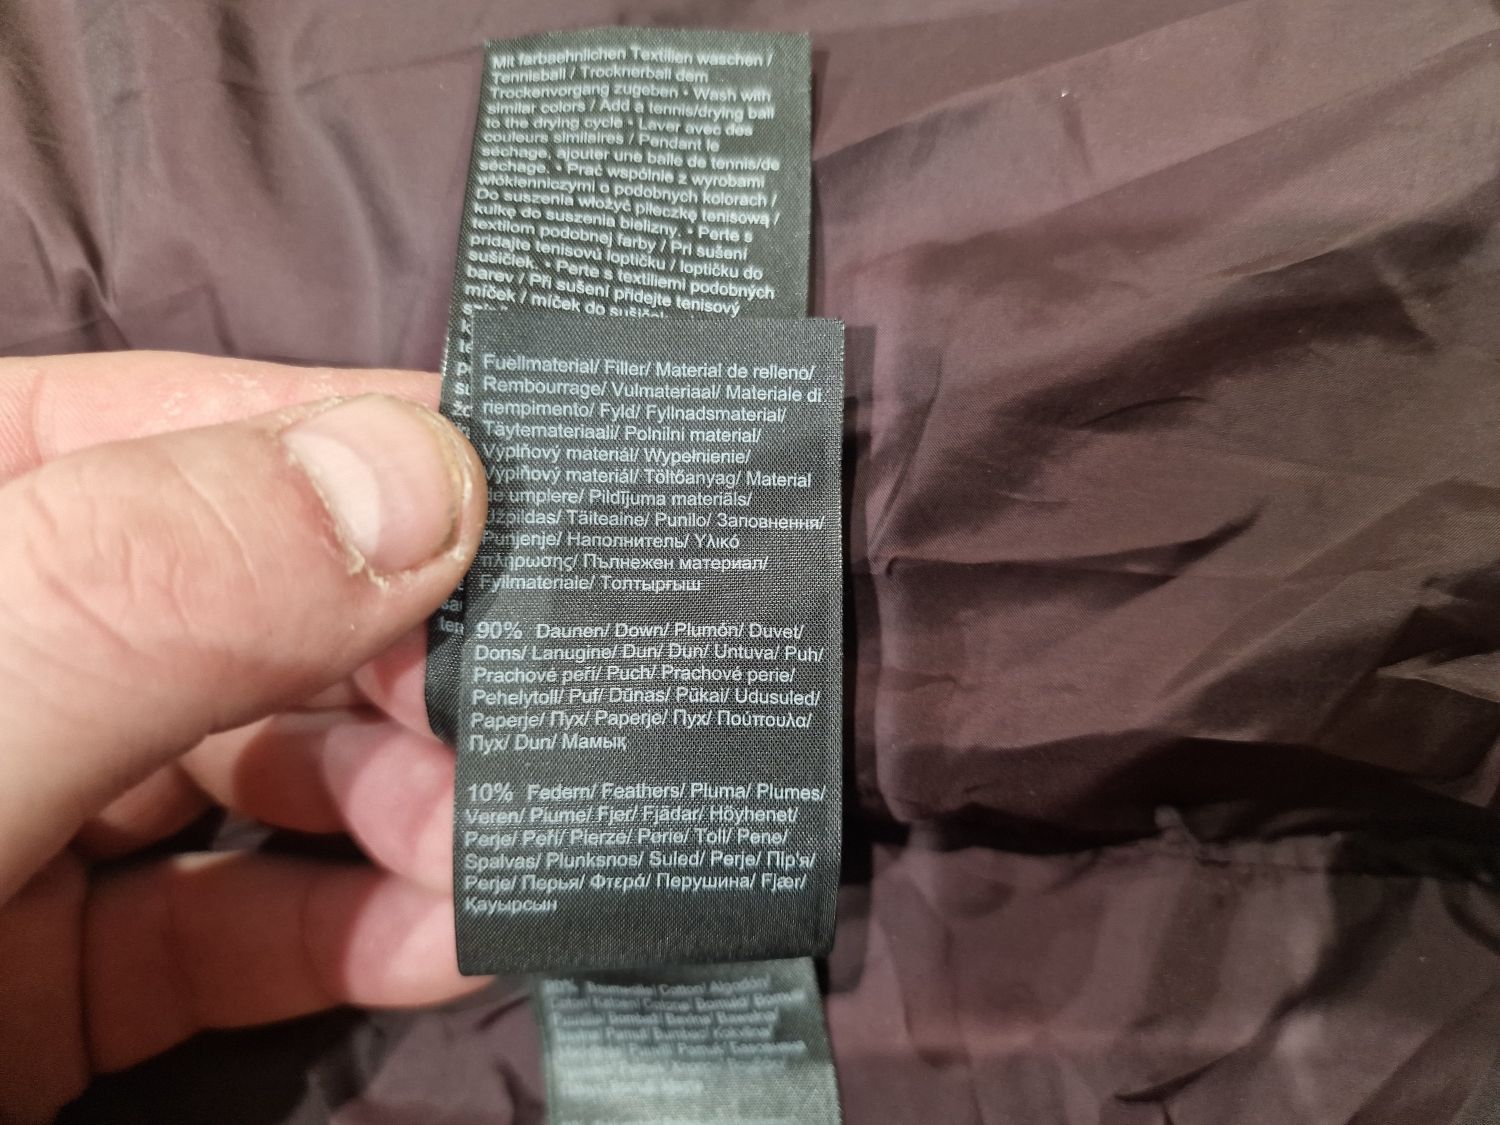 Mit farbaehnlichen Textilien waschen /
Tennisball / Trocknerball dem
Trockenvorgang zugeben • Wash with
similar colors / Add a tennis/drying ball
to the drying cycle • Laver avec des
couleurs similaires / Pendant le
séchage, ajouter une balle de tennis/de
séchage. • Prać wspólnie z wyrobami
włókienniczymi o podobnych kolorach /
Do suszenia włożyć piłeczkę tenisową /
kulkę do suszenia bielizny. • Perte s
textilom podobnej farby / Pri sušení
pridajte tenisovú loptičku / loptičku do
sušičiek. • Perte s textiliemi podobných
barev / Při sušení přidejte tenisový
míček / míček do sušič
Fuellmaterial/ Filler/ Material de relleno/
Rembourrage/ Vulmateriaal/ Materiale di
riempimento/ Fyld/ Fyllnadsmaterial/
Täytemateriaali/ Polnilni material/
Výplňový materiál/ Wypełnienie/
Výplňový materiál/ Töltőanyag/ Material
de umplere/ Pildījuma materiāls/
Užpildas/ Täiteaine/ Punilo/ Заповнення/
Punjenje/ Наполнитель/ Υλικό
πλήρωσης/ Пълнежен материал/
Fyllmateriale/ Толтырғыш
90% Daunen/ Down/ Plumón/ Duvet/
Dons/ Lanugine/ Dun/ Dun/ Untuva/ Puh/
Prachové peří/ Puch/ Prachové perie/
Pehelytoll/ Puf/ Dūnas/ Pūkai/ Udusuled/
Paperje/ Пух/ Paperje/ Пух/ Πούπουλα/
Пух/ Dun/ Мамық
10% Federn/ Feathers/ Pluma/ Plumes/
Veren/ Piume/ Fjer/ Fjädar/ Höyhenet/
Perje/ Peří/ Pierze/ Perie/ Toll/ Pene/
Spalvas/ Plunksnos/ Suled/ Perje/ Пір'я/
Perje/ Перья/ Φτερά/ Перушина/ Fjær/
Қауырсын